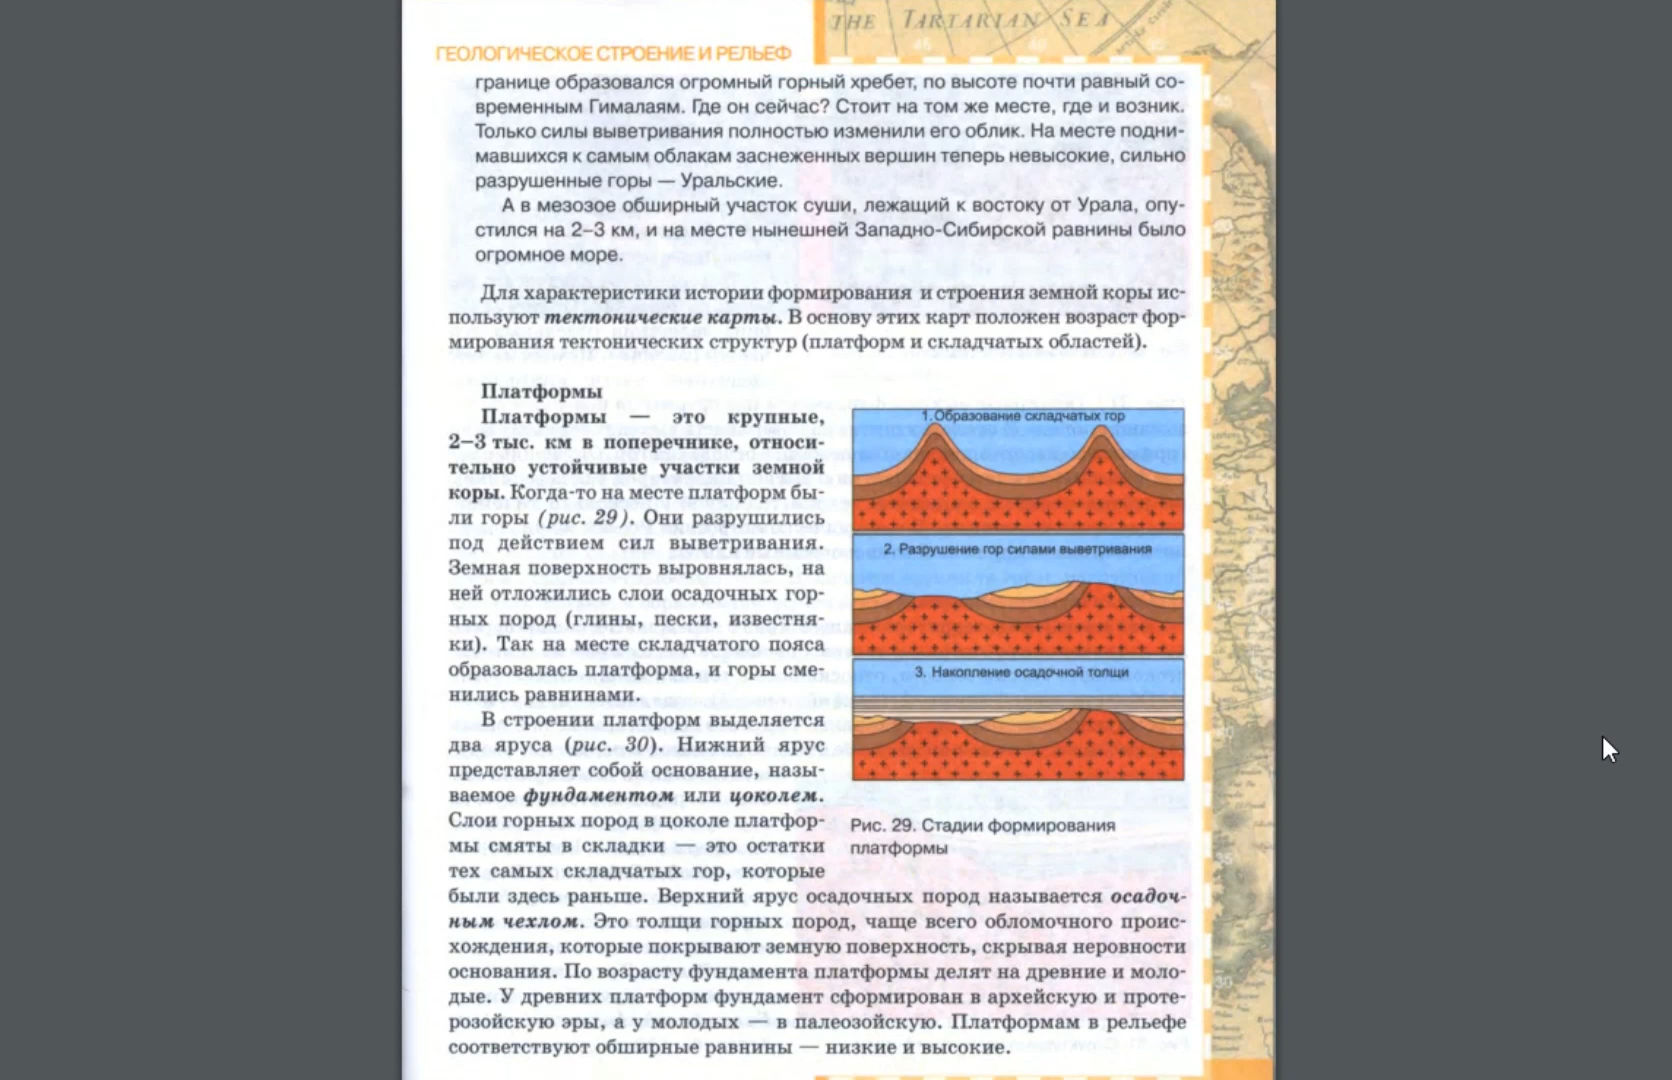 THE TARTARIAN SEA
ГЕОЛОГИЧЕСКОЕ СТРОЕНИЕ И РЕЛЬЕФ
границе образовался огромный горный хребет, по высоте почти равный со-
временным Гималаям. Где он сейчас? Стоит на том же месте, где и возник.
Только силы выветривания полностью изменили его облик. На месте подни-
мавшихся к самым облакам заснеженных вершин теперь невысокие, сильно
разрушенные горы — Уральские.
А в мезозое обширный участок суши, лежащий к востоку от Урала, опу-
стился на 2–3 км, и на месте нынешней Западно-Сибирской равнины было
огромное море.
Для характеристики истории формирования и строения земной коры ис-
пользуют тектонические карты. В основу этих карт положен возраст фор-
мирования тектонических структур (платформ и складчатых областей).
Платформы
Платформы — это крупные,
2–3 тыс. км в поперечнике, относи-
тельно устойчивые участки земной
коры. Когда-то на месте платформ бы-
ли горы (рис. 29). Они разрушились
под действием сил выветривания.
Земная поверхность выровнялась, на
ней отложились слои осадочных гор-
ных пород (глины, пески, известня-
ки). Так на месте складчатого пояса
образовалась платформа, и горы сме-
нились равнинами.
В строении платформ выделяется
два яруса (рис. 30). Нижний ярус
представляет собой основание, назы-
ваемое фундаментом или цоколем.
Слои горных пород в цоколе платфор-
мы смяты в складки — это остатки
тех самых складчатых гор, которые
были здесь раньше. Верхний ярус осадочных пород называется осадоч-
ным чехлом. Это толщи горных пород, чаще всего обломочного проис-
хождения, которые покрывают земную поверхность, скрывая неровности
основания. По возрасту фундамента платформы делят на древние и моло-
дые. У древних платформ фундамент сформирован в архейскую и проте-
розойскую эры, а у молодых — в палеозойскую. Платформам в рельефе
соответствуют обширные равнины — низкие и высокие.
1.Образование складчатых гор
2. Разрушение гор силами выветривания
3. Накопление осадочной толщи
Рис. 29. Стадии формирования
платформы